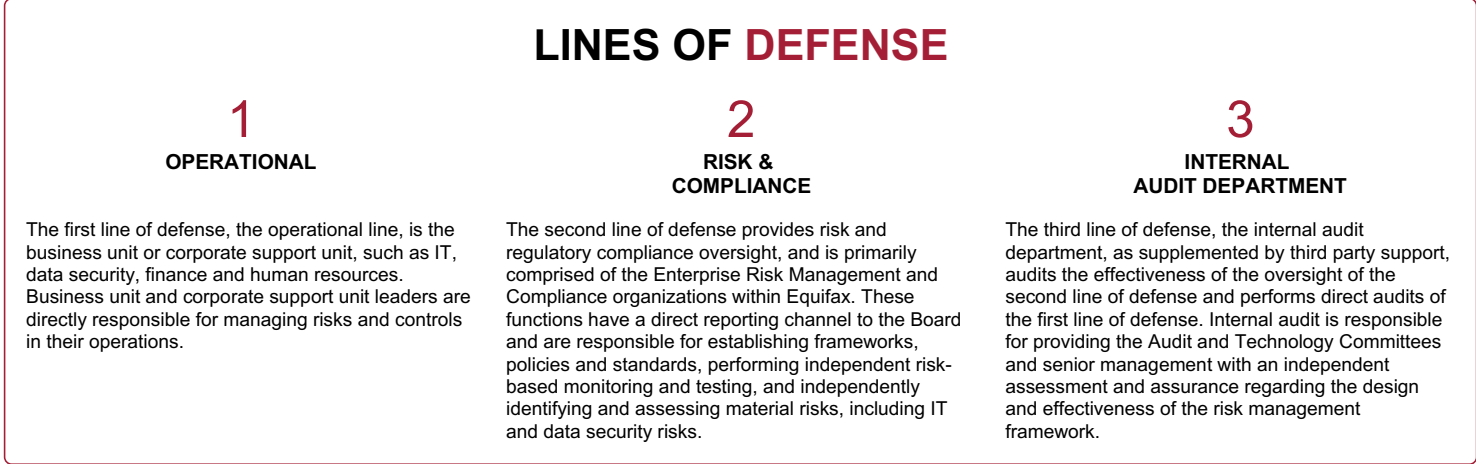 LINES OF DEFENSE
1
OPERATIONAL
The first line of defense, the operational line, is the
business unit or corporate support unit, such as IT,
data security, finance and human resources.
Business unit and corporate support unit leaders are
directly responsible for managing risks and controls
in their operations.
2
RISK &
COMPLIANCE
The second line of defense provides risk and
regulatory compliance oversight, and is primarily
comprised of the Enterprise Risk Management and
Compliance organizations within Equifax. These
functions have a direct reporting channel to the Board
and are responsible for establishing frameworks,
policies and standards, performing independent risk-
based monitoring and testing, and independently
identifying and assessing material risks, including IT
and data security risks.
3
INTERNAL
AUDIT DEPARTMENT
The third line of defense, the internal audit
department, as supplemented by third party support,
audits the effectiveness of the oversight of the
second line of defense and performs direct audits of
the first line of defense. Internal audit is responsible
for providing the Audit and Technology Committees
and senior management with an independent
assessment and assurance regarding the design
and effectiveness of the risk management
framework.